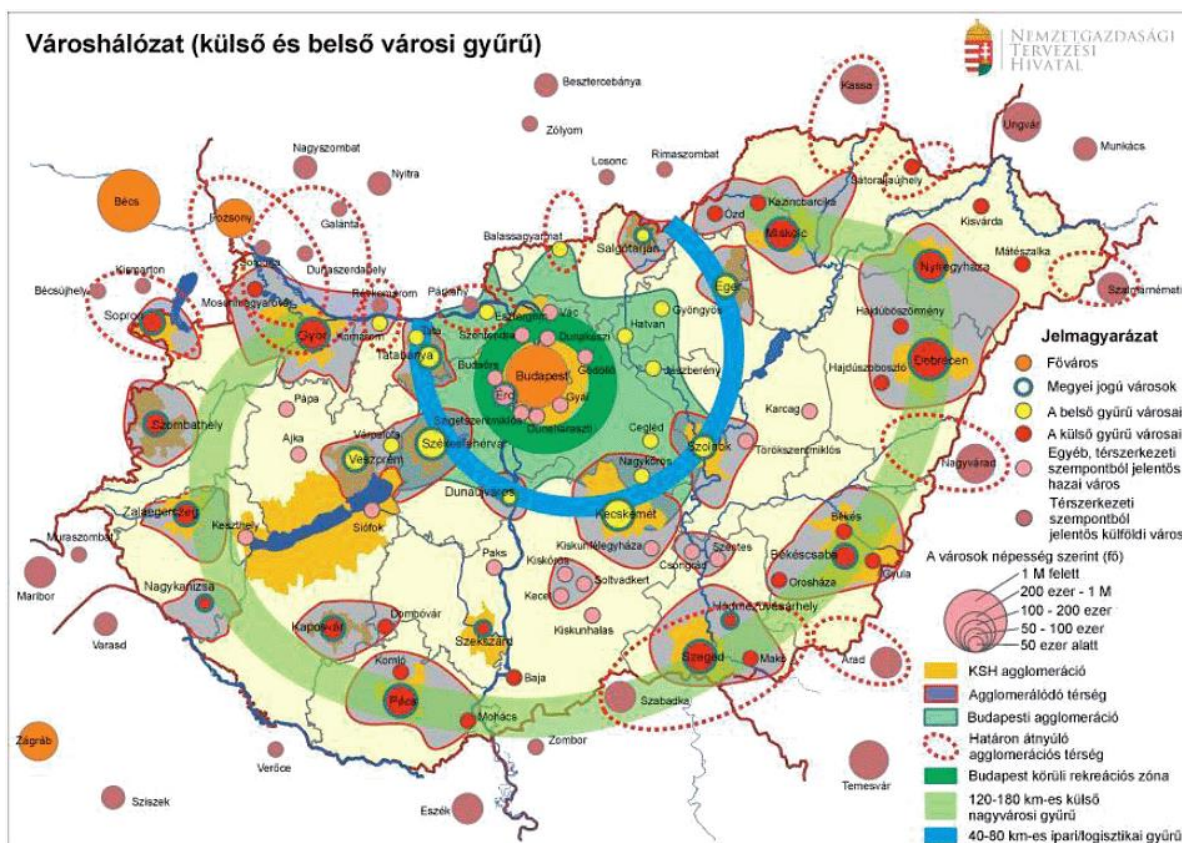 Városhálózat (külső és belső városi gyűrű)
NEMZETGAZDASÁGI
TERVEZÉSI
HIVATAL
Besztercebánya
Kassa
Zólyom
Ungvár
Munkács
Nagyszombat
Nyitra
Losonc
Rimaszombat
Sátoraljaújhely
Bécs
Pozsony
Galánta
Ózd
Kazincbarcika
Kisvárda
Balassagyarmat
Salgótarján
Miskolc
Mátészalka
Kismarton
Somorja
Dunaszerdahely
Bécsújhely
Mosonmagyaróvár
Révkomárom
Párkány
Eger
Nyíregyháza
Szatmárnémeti
Sopron
Győr
Komárom
Esztergom
Vác
Gyöngyös
Hajdúböszörmény
Tata
Szentendre
Dunakeszi
Hatvan
Tatabánya
Budaörs
Budapest
Gödöllő
Jászberény
Hajdúszoboszló
Debrecen
Pápa
Érd
Gyál
Karcag
Szombathely
Ajka
Várpalota
Szigetszentmiklós
Dunaharaszti
Cegléd
Székesfehérvár
Szolnok
Törökszentmiklós
Nagyvárad
Veszprém
Nagykőrös
Dunaújváros
Zalaegerszeg
Keszthely
Siófok
Kecskemét
Békés
Muraszombat
Paks
Kiskunfélegyháza
Szentes
Csongrád
Békéscsaba
Gyula
Maribor
Nagykanizsa
Kiskőrös
Soltvadkert
Orosháza
Kecel
Varasd
Kaposvár
Dombóvár
Szekszárd
Kiskunhalas
Hódmezővásárhely
Komló
Szeged
Makó
Arad
Baja
Szabadka
Pécs
Mohács
Zágráb
Zombor
Verőce
Temesvár
Sziszek
Eszék
Jelmagyarázat
Főváros
Megyei jogú városok
A belső gyűrű városai
A külső gyűrű városai
Egyéb, térszerkezeti
szempontból jelentős
hazai város
Térszerkezeti
szempontból
jelentős külföldi város
A városok népesség szerint (fő)
1 M felett
200 ezer - 1 M
100 - 200 ezer
50 - 100 ezer
50 ezer alatt
KSH agglomeráció
Agglomerálódó térség
Budapesti agglomeráció
Határon átnyúló
agglomerációs térség
Budapest körüli rekreációs zóna
120-180 km-es külső
nagyvárosi gyűrű
40-80 km-es ipari/logisztikai gyűrű